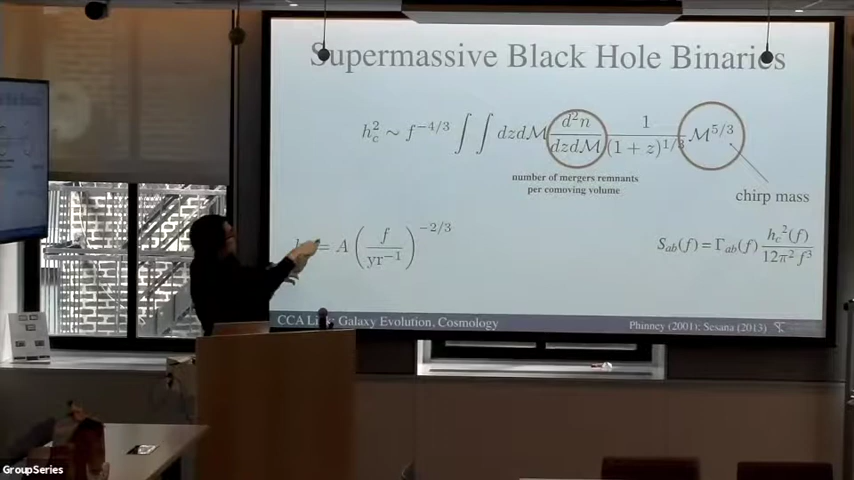 Supermassive Black Hole Binaries
h_c^2 ~ f^{-4/3} ∫ ∫ dzdM d^2n/dzdM 1/(1 + z)^{1/3} M^{5/3}
number of mergers remnants
per comoving volume
chirp mass
= A (f/yr^{-1})^{-2/3}
S_{ab}(f) = Γ_{ab}(f) h_c^2(f)/12π^2 f^3
CCA : Galaxy Evolution, Cosmology
Phinney (2001); Sesana (2013)
GroupSeries